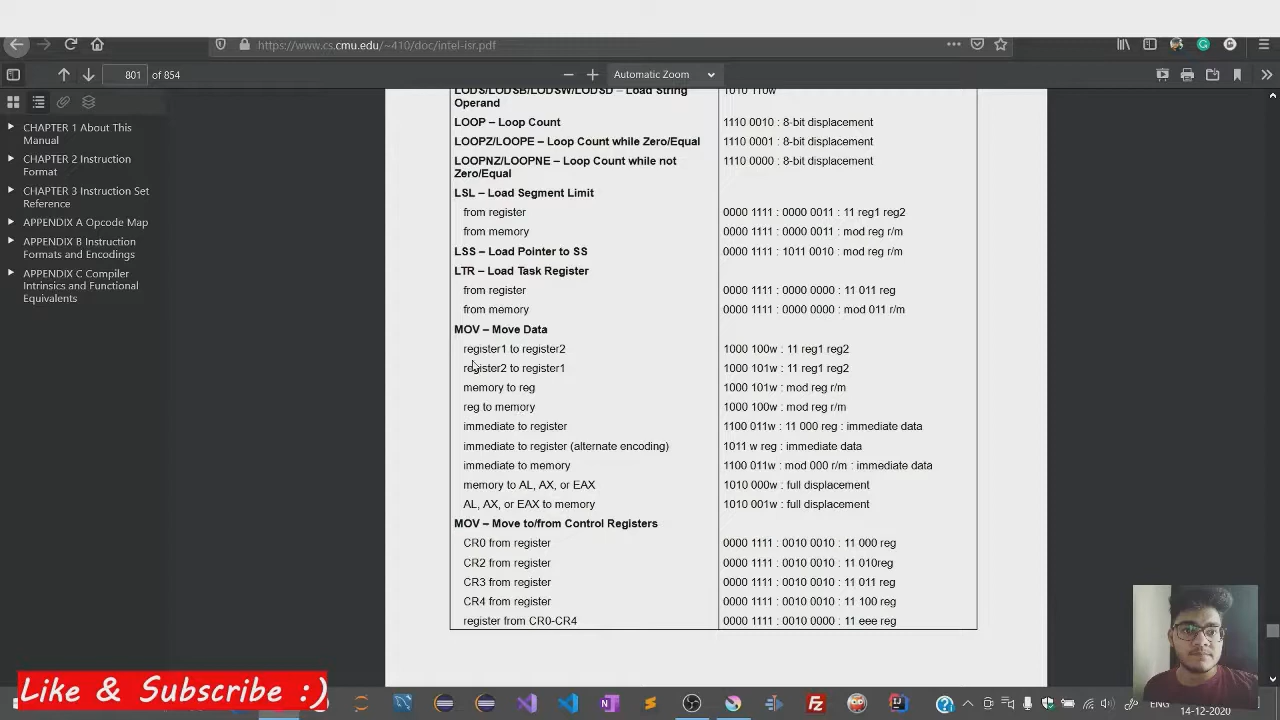 https://www.cs.cmu.edu/~410/doc/intel-isr.pdf
801 of 854
Automatic Zoom
CHAPTER 1 About This
Manual
CHAPTER 2 Instruction
Format
CHAPTER 3 Instruction Set
Reference
APPENDIX A Opcode Map
APPENDIX B Instruction
Formats and Encodings
APPENDIX C Compiler
Intrinsics and Functional
Equivalents
LODS/LODSB/LODSW/LODSD – Load String 1010 110w
Operand
LOOP – Loop Count 1110 0010 : 8-bit displacement
LOOPZ/LOOPE – Loop Count while Zero/Equal 1110 0001 : 8-bit displacement
LOOPNZ/LOOPNE – Loop Count while not 1110 0000 : 8-bit displacement
Zero/Equal
LSL – Load Segment Limit
from register 0000 1111 : 0000 0011 : 11 reg1 reg2
from memory 0000 1111 : 0000 0011 : mod reg r/m
LSS – Load Pointer to SS 0000 1111 : 1011 0010 : mod reg r/m
LTR – Load Task Register
from register 0000 1111 : 0000 0000 : 11 011 reg
from memory 0000 1111 : 0000 0000 : mod 011 r/m
MOV – Move Data
register1 to register2 1000 100w : 11 reg1 reg2
register2 to register1 1000 101w : 11 reg1 reg2
memory to reg 1000 101w : mod reg r/m
reg to memory 1000 100w : mod reg r/m
immediate to register 1100 011w : 11 000 reg : immediate data
immediate to register (alternate encoding) 1011 w reg : immediate data
immediate to memory 1100 011w : mod 000 r/m : immediate data
memory to AL, AX, or EAX 1010 000w : full displacement
AL, AX, or EAX to memory 1010 001w : full displacement
MOV – Move to/from Control Registers
CR0 from register 0000 1111 : 0010 0010 : 11 000 reg
CR2 from register 0000 1111 : 0010 0010 : 11 010reg
CR3 from register 0000 1111 : 0010 0010 : 11 011 reg
CR4 from register 0000 1111 : 0010 0010 : 11 100 reg
register from CR0-CR4 0000 1111 : 0010 0000 : 11 eee reg
Like & Subscribe :)
ENG
14-12-2020